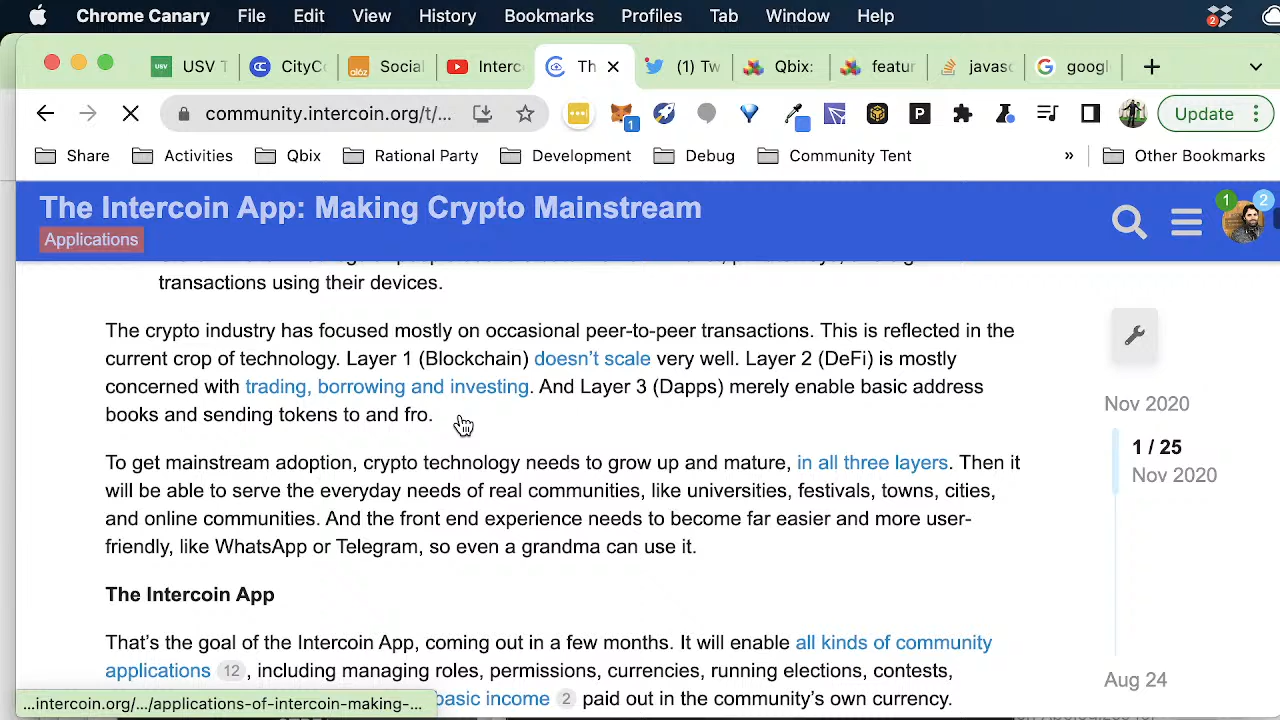 Chrome Canary File Edit View History Bookmarks Profiles Tab Window Help
2
USV T CityCo Social Interc Th (1) Tw Qbix: featur javasc googl
community.intercoin.org/t/... 1 P Update
Share Activities Qbix Rational Party Development Debug Community Tent » Other Bookmarks
The Intercoin App: Making Crypto Mainstream
Applications
1 2
transactions using their devices.
The crypto industry has focused mostly on occasional peer-to-peer transactions. This is reflected in the
current crop of technology. Layer 1 (Blockchain) doesn't scale very well. Layer 2 (DeFi) is mostly
concerned with trading, borrowing and investing. And Layer 3 (Dapps) merely enable basic address
books and sending tokens to and fro.
Nov 2020
1 / 25
Nov 2020
To get mainstream adoption, crypto technology needs to grow up and mature, in all three layers. Then it
will be able to serve the everyday needs of real communities, like universities, festivals, towns, cities,
and online communities. And the front end experience needs to become far easier and more user-
friendly, like WhatsApp or Telegram, so even a grandma can use it.
The Intercoin App
That's the goal of the Intercoin App, coming out in a few months. It will enable all kinds of community
applications 12 , including managing roles, permissions, currencies, running elections, contests,
basic income 2 paid out in the community's own currency.
Aug 24
...intercoin.org/.../applications-of-intercoin-making-...